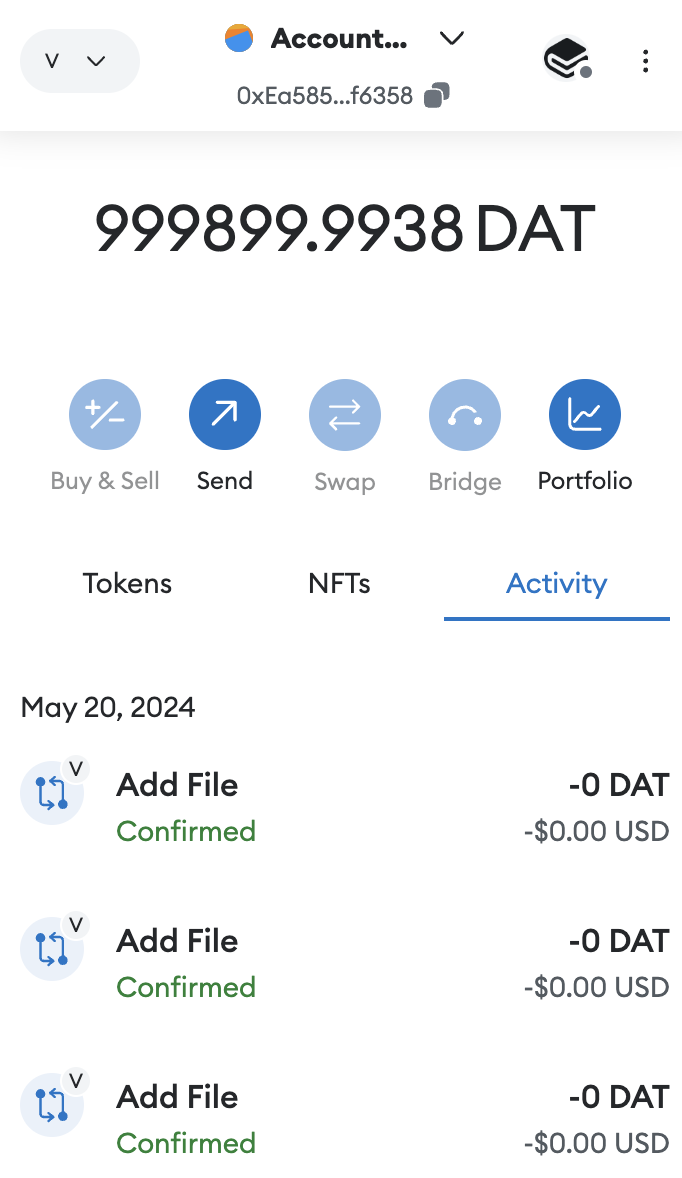 V
Account...
0xEa585...f6358
999899.9938 DAT
Buy & Sell
Send
Swap
Bridge
Portfolio
Tokens
NFTs
Activity
May 20, 2024
V
Add File
-0 DAT
Confirmed
-$0.00 USD
V
Add File
-0 DAT
Confirmed
-$0.00 USD
V
Add File
-0 DAT
Confirmed
-$0.00 USD